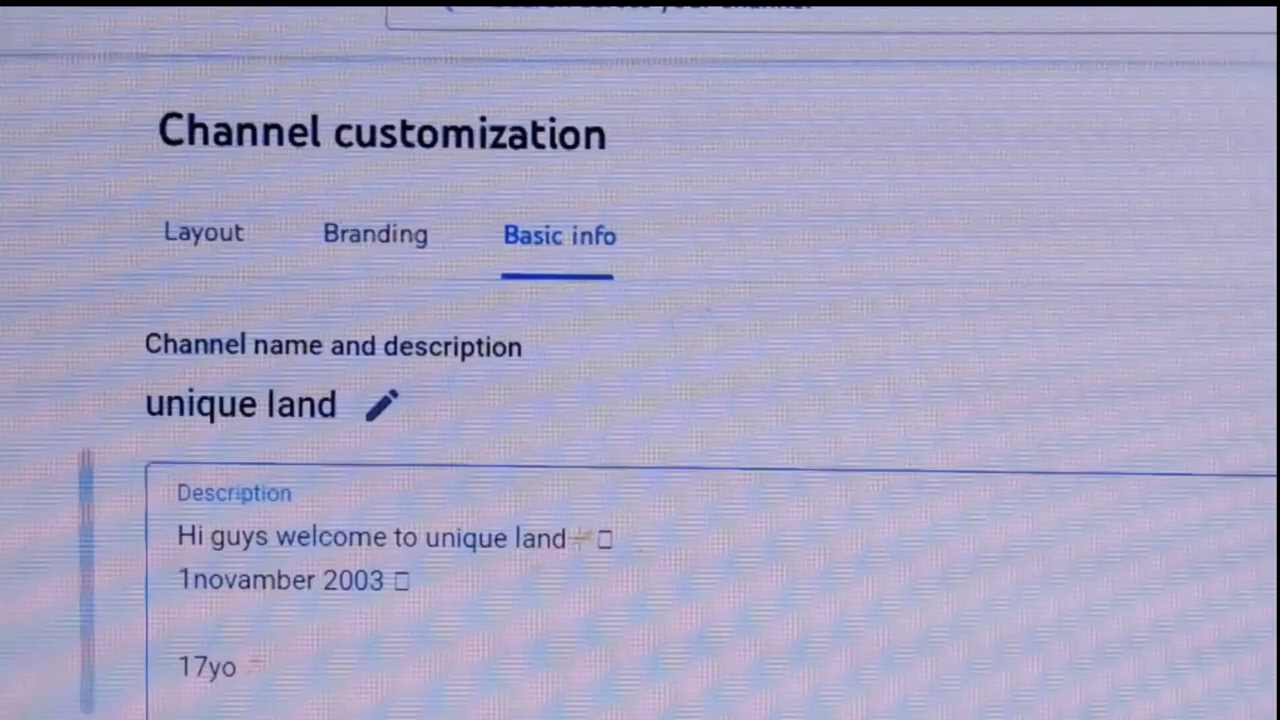 Channel customization
Layout Branding Basic info
Channel name and description
unique land
Description
Hi guys welcome to unique land
1novamber 2003
17yo